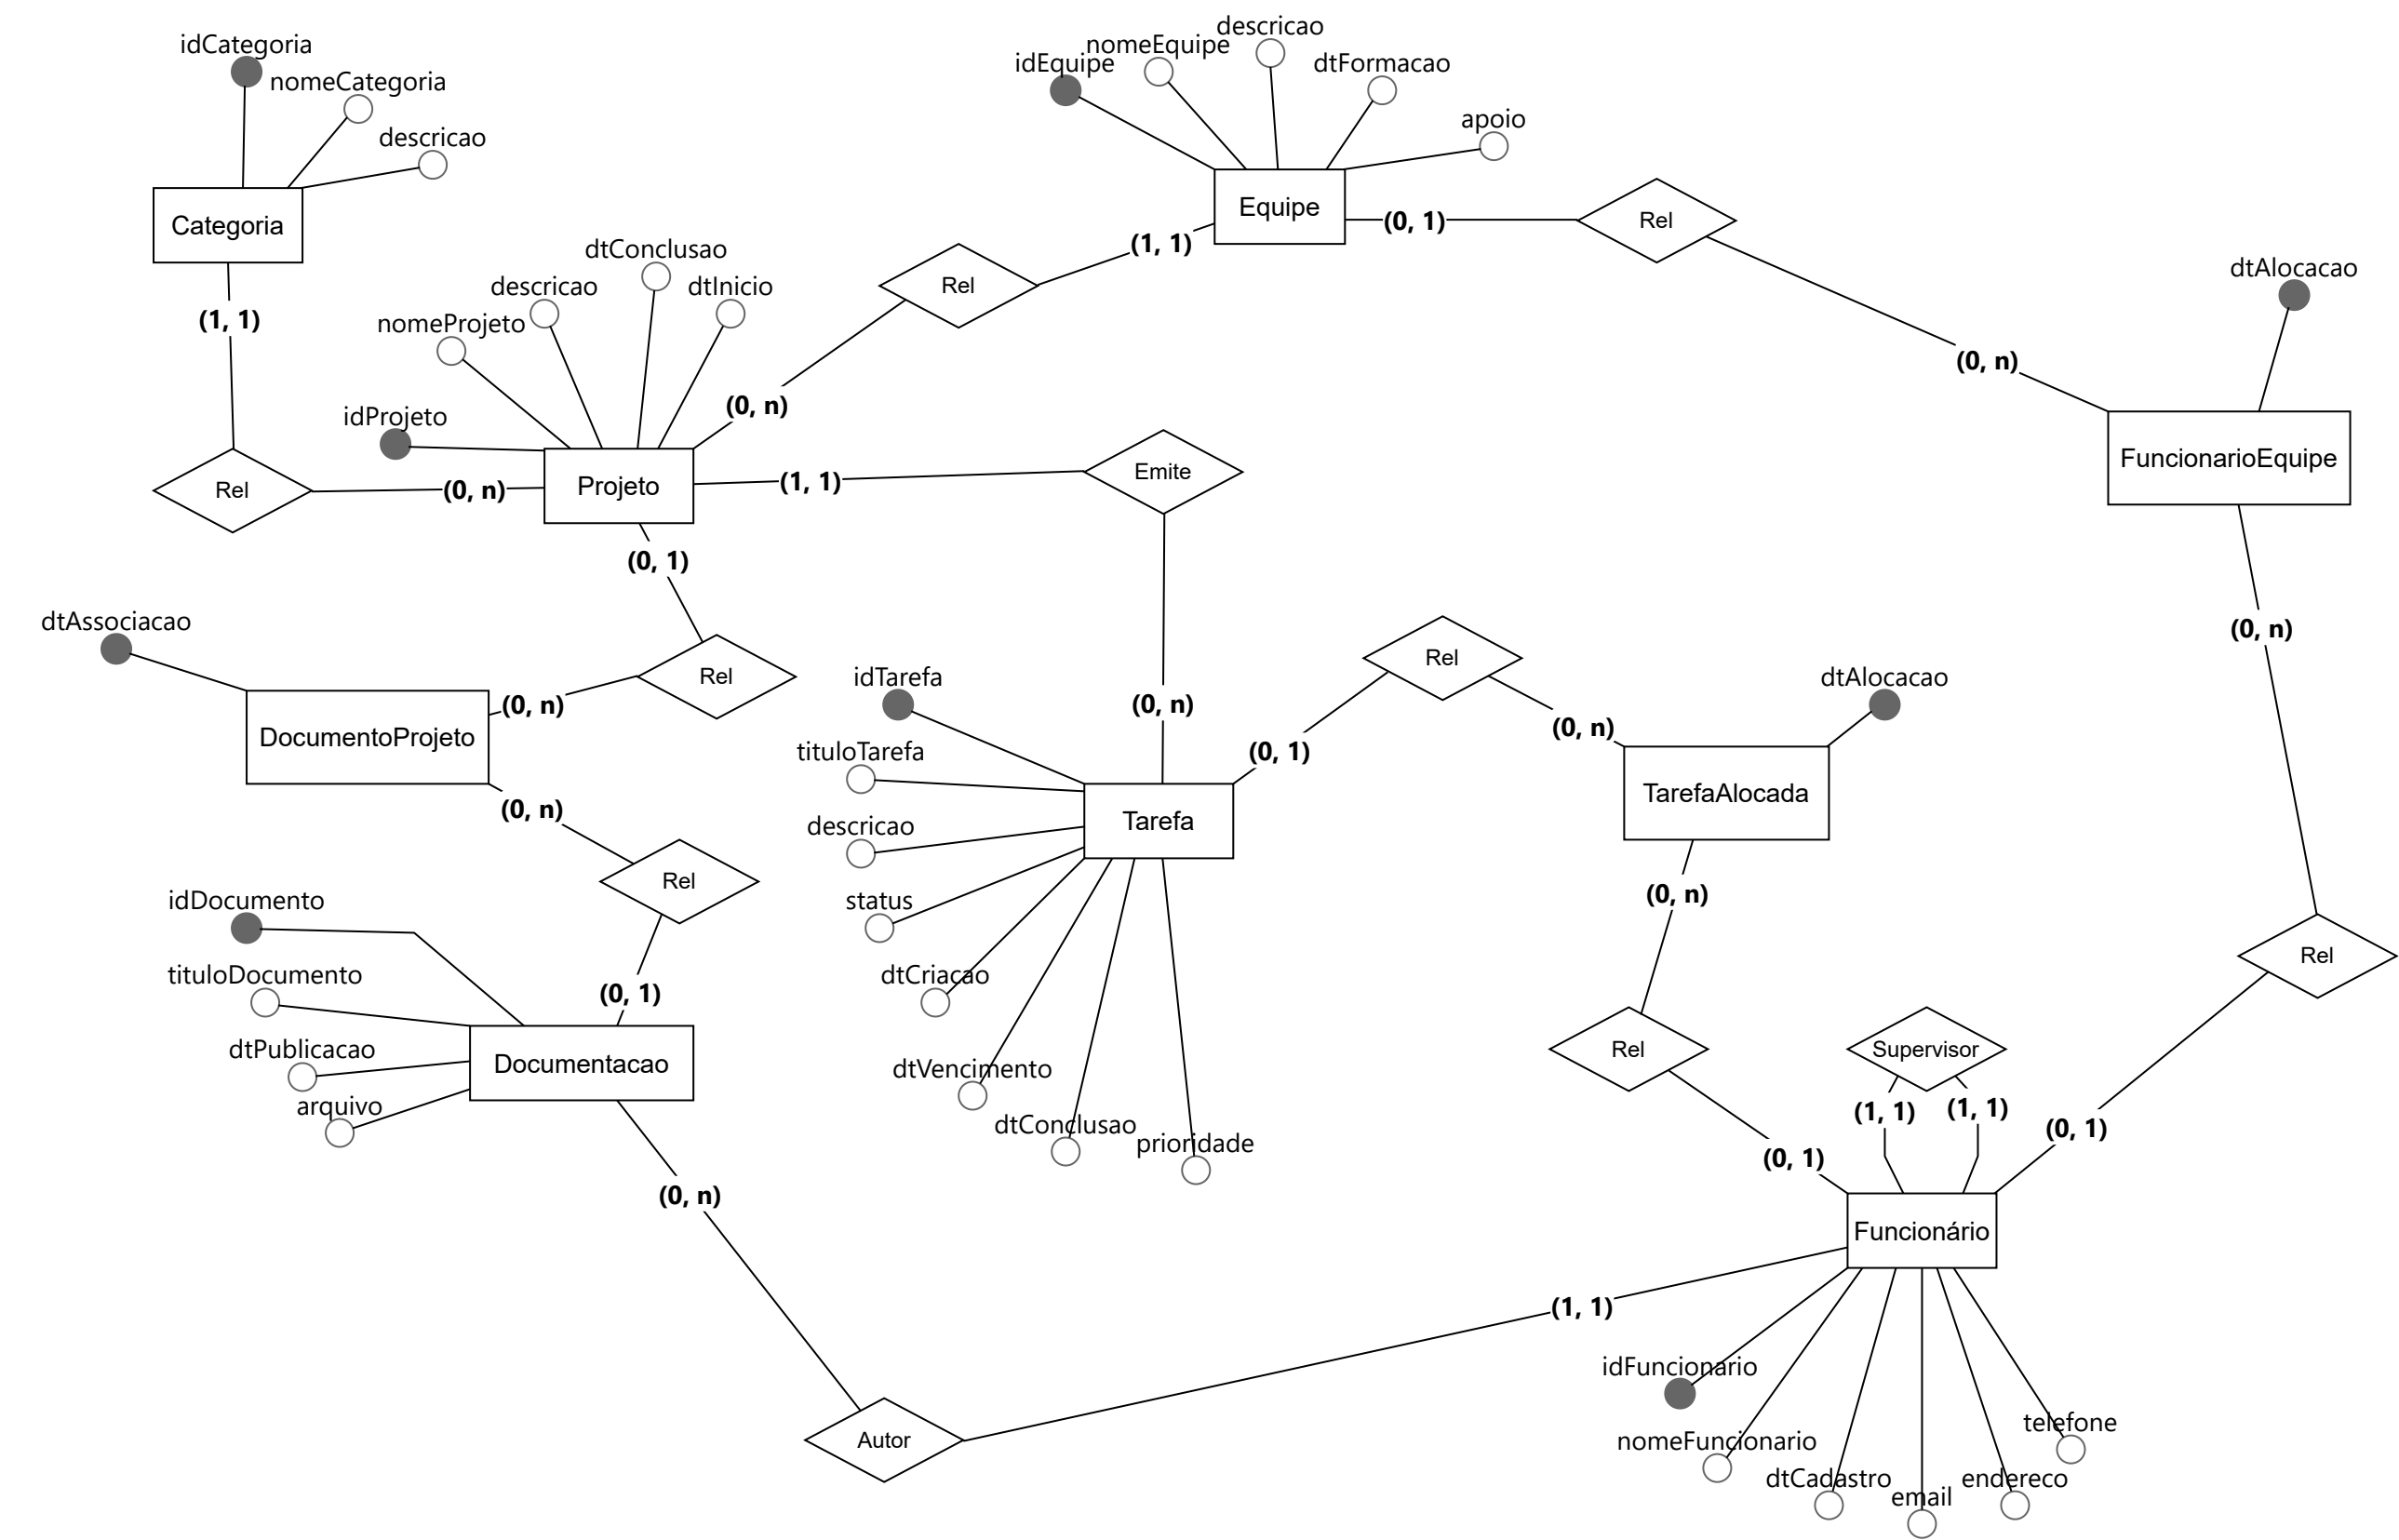 idCategoria
nomeCategoria
descricao
Categoria
(1, 1)
Rel
(0, n)
idEquipe
nomeEquipe
descricao
dtFormacao
apoio
Equipe
(1, 1)
Rel
(0, n)
(0, 1)
Rel
(0, n)
dtAlocacao
FuncionarioEquipe
(0, n)
Rel
(0, 1)
idProjeto
nomeProjeto
descricao
dtConclusao
dtInicio
Projeto
(1, 1)
Emite
(0, n)
(0, 1)
Rel
(0, n)
dtAssociacao
DocumentoProjeto
(0, n)
Rel
(0, 1)
idTarefa
tituloTarefa
descricao
status
dtCriacao
dtVencimento
dtConclusao
prioridade
Tarefa
(0, 1)
Rel
(0, n)
dtAlocacao
TarefaAlocada
(0, n)
Rel
(0, 1)
Supervisor
(1, 1)
(1, 1)
idDocumento
tituloDocumento
dtPublicacao
arquivo
Documentacao
(0, n)
Autor
(1, 1)
Funcionário
idFuncionario
nomeFuncionario
dtCadastro
email
endereco
telefone